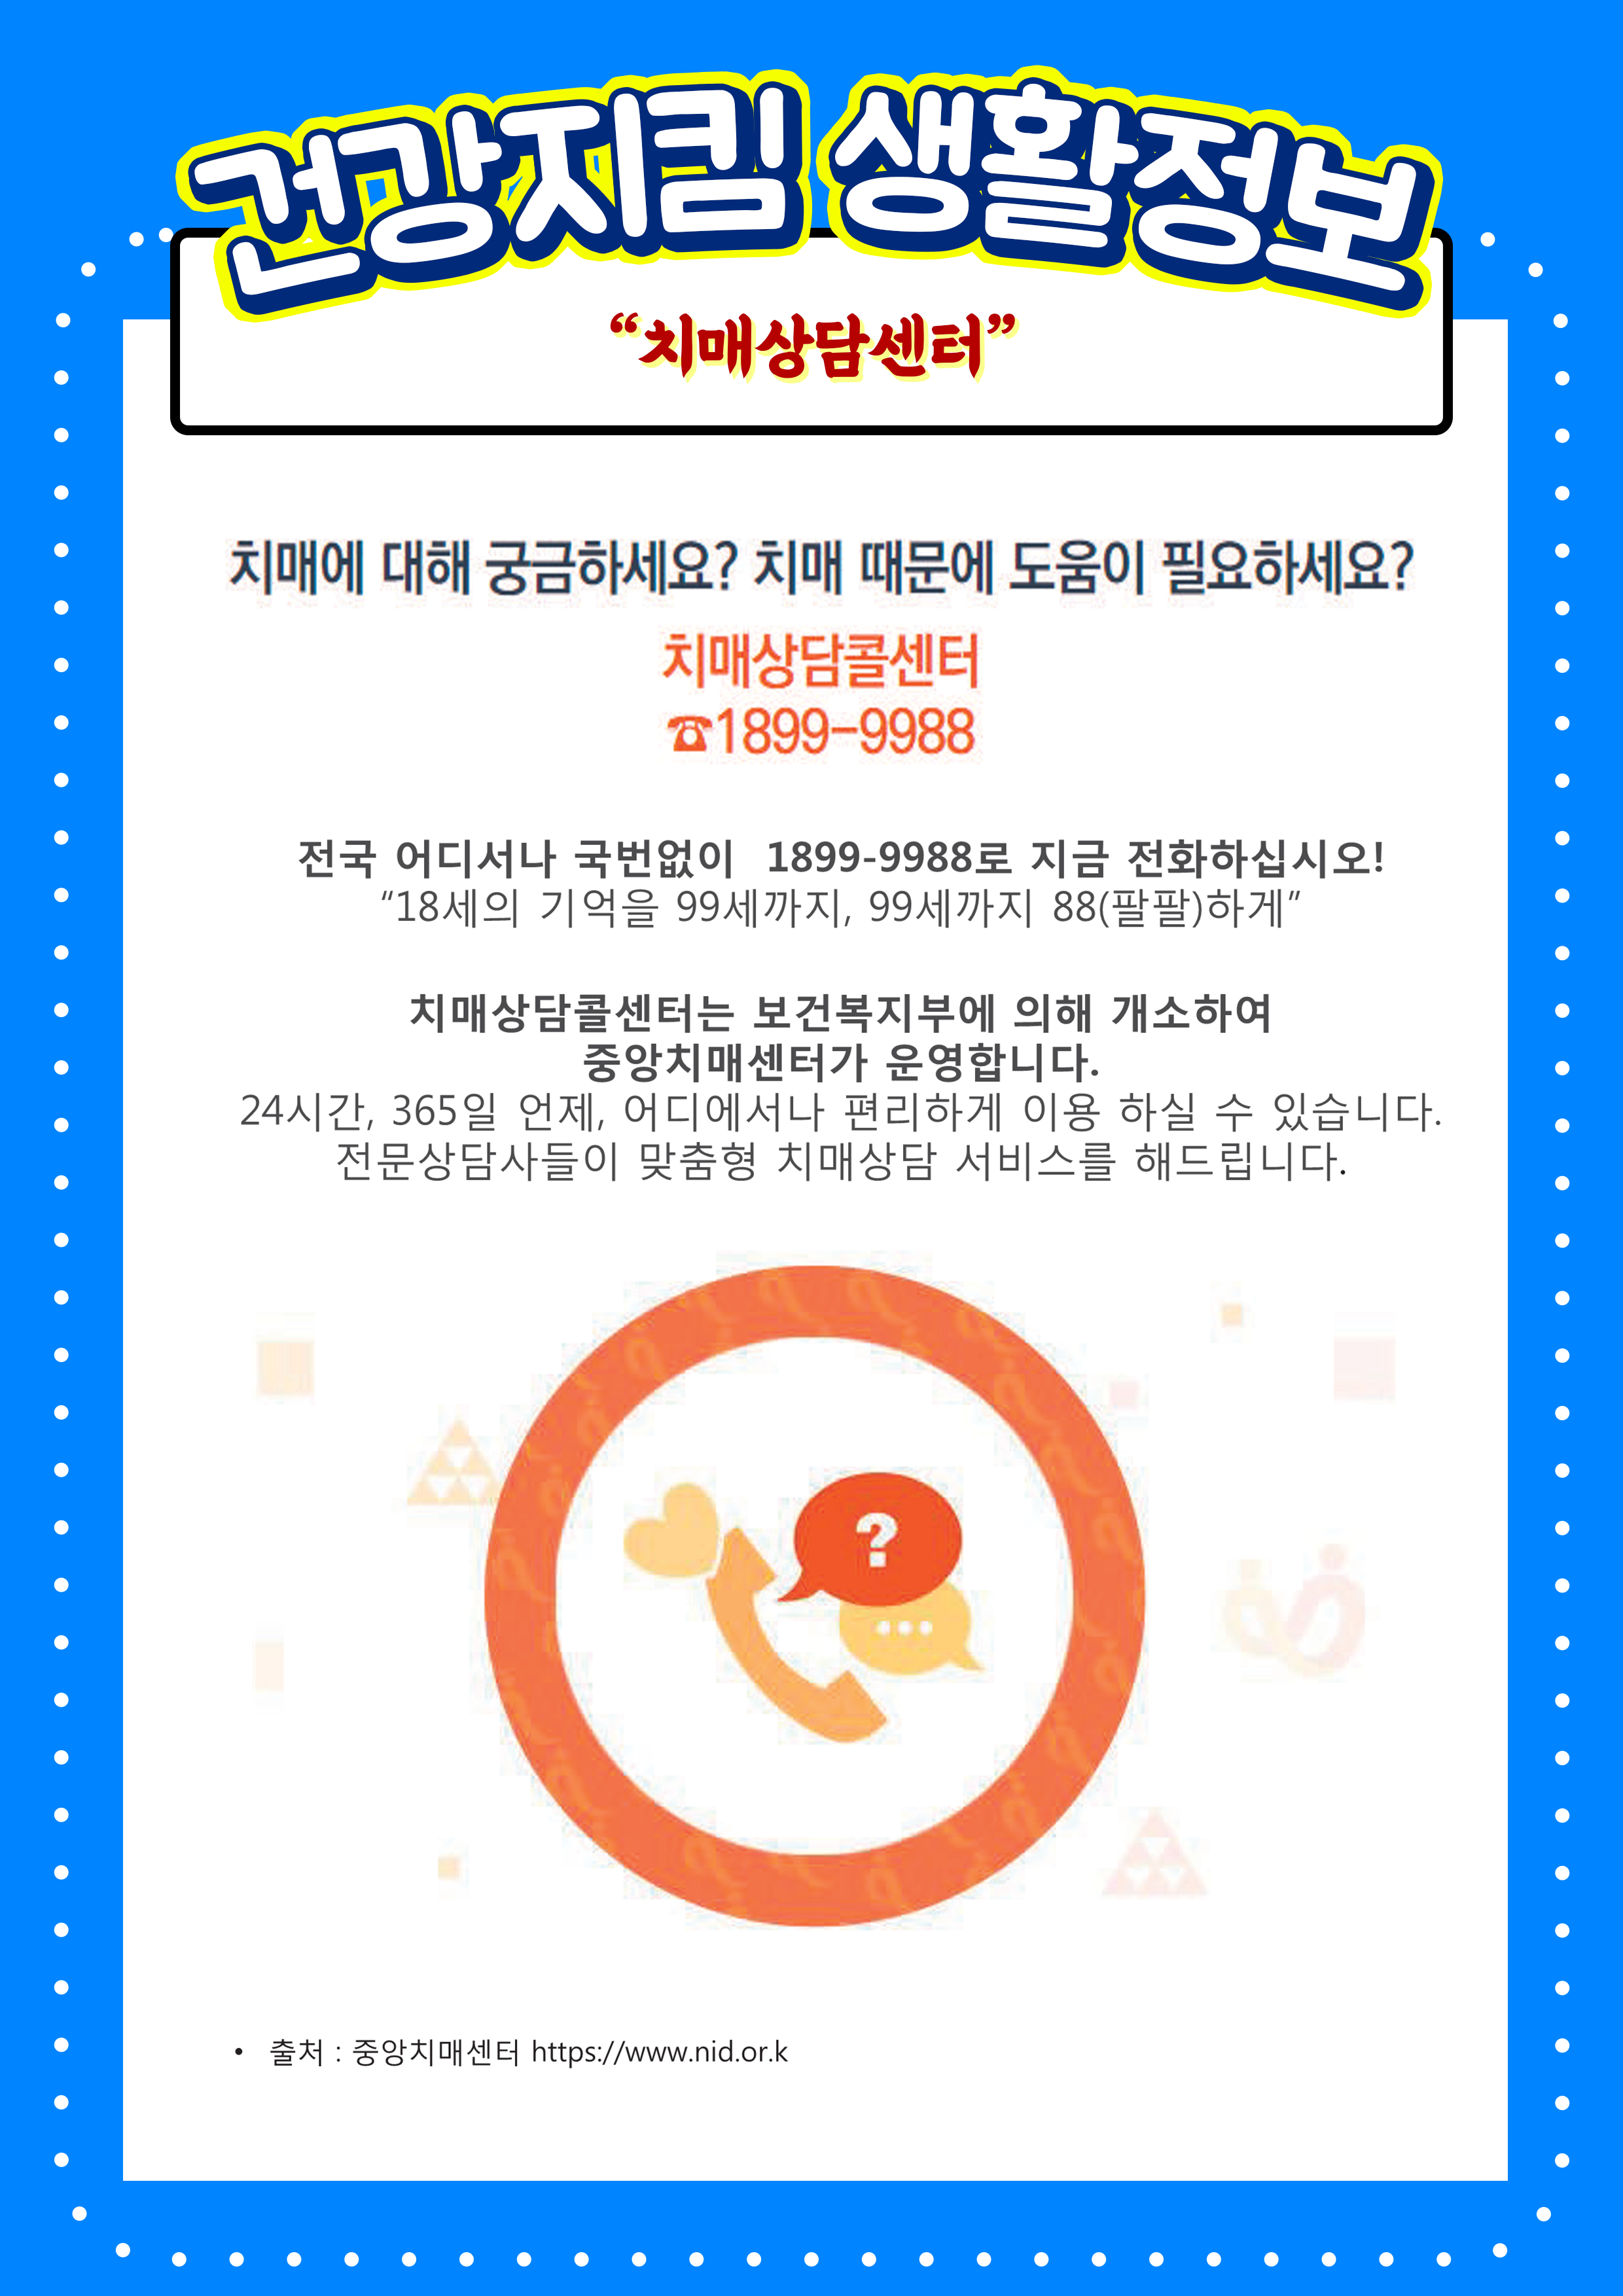 건강지킴 생활정보
“치매상담센터”
치매에 대해 궁금하세요? 치매 때문에 도움이 필요하세요?
치매상담콜센터
☎1899-9988
전국 어디서나 국번없이 1899-9988로 지금 전화하십시오!
“18세의 기억을 99세까지, 99세까지 88(팔팔)하게”
치매상담콜센터는 보건복지부에 의해 개소하여
중앙치매센터가 운영합니다.
24시간, 365일 언제, 어디에서나 편리하게 이용 하실 수 있습니다.
전문상담사들이 맞춤형 치매상담 서비스를 해드립니다.
?
• 출처 : 중앙치매센터 https://www.nid.or.k